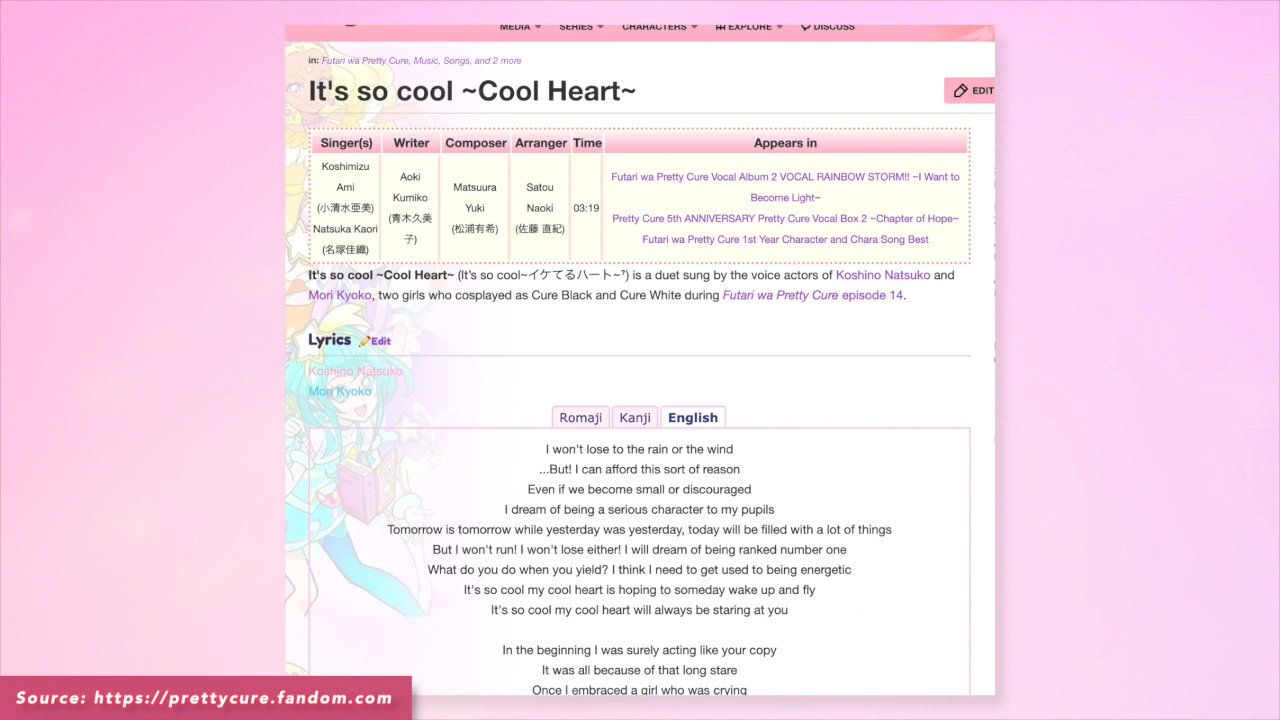 MEDIA SERIES CHARACTERS EXPLORE DISCUSS
in: Futari wa Pretty Cure, Music, Songs, and 2 more
It's so cool ~Cool Heart~
EDIT
Singer(s) Writer Composer Arranger Time Appears in
Koshimizu
Ami
(小清水亜美)
Natsuka Kaori
(名塚佳織)
Aoki
Kumiko
(青木久美
子)
Matsuura
Yuki
(松浦有希)
Satou
Naoki
(佐藤 直紀)
03:19
Futari wa Pretty Cure Vocal Album 2 VOCAL RAINBOW STORM!! ~I Want to
Become Light~
Pretty Cure 5th ANNIVERSARY Pretty Cure Vocal Box 2 ~Chapter of Hope~
Futari wa Pretty Cure 1st Year Character and Chara Song Best
It's so cool ~Cool Heart~ (It's so cool~イケてるハート~?) is a duet sung by the voice actors of Koshino Natsuko and
Mori Kyoko, two girls who cosplayed as Cure Black and Cure White during Futari wa Pretty Cure episode 14.
Lyrics Edit
Koshino Natsuko
Mori Kyoko
Romaji Kanji English
I won't lose to the rain or the wind
...But! I can afford this sort of reason
Even if we become small or discouraged
I dream of being a serious character to my pupils
Tomorrow is tomorrow while yesterday was yesterday, today will be filled with a lot of things
But I won't run! I won't lose either! I will dream of being ranked number one
What do you do when you yield? I think I need to get used to being energetic
It's so cool my cool heart is hoping to someday wake up and fly
It's so cool my cool heart will always be staring at you
In the beginning I was surely acting like your copy
It was all because of that long stare
Once I embraced a girl who was crying
Source: https://prettycure.fandom.com